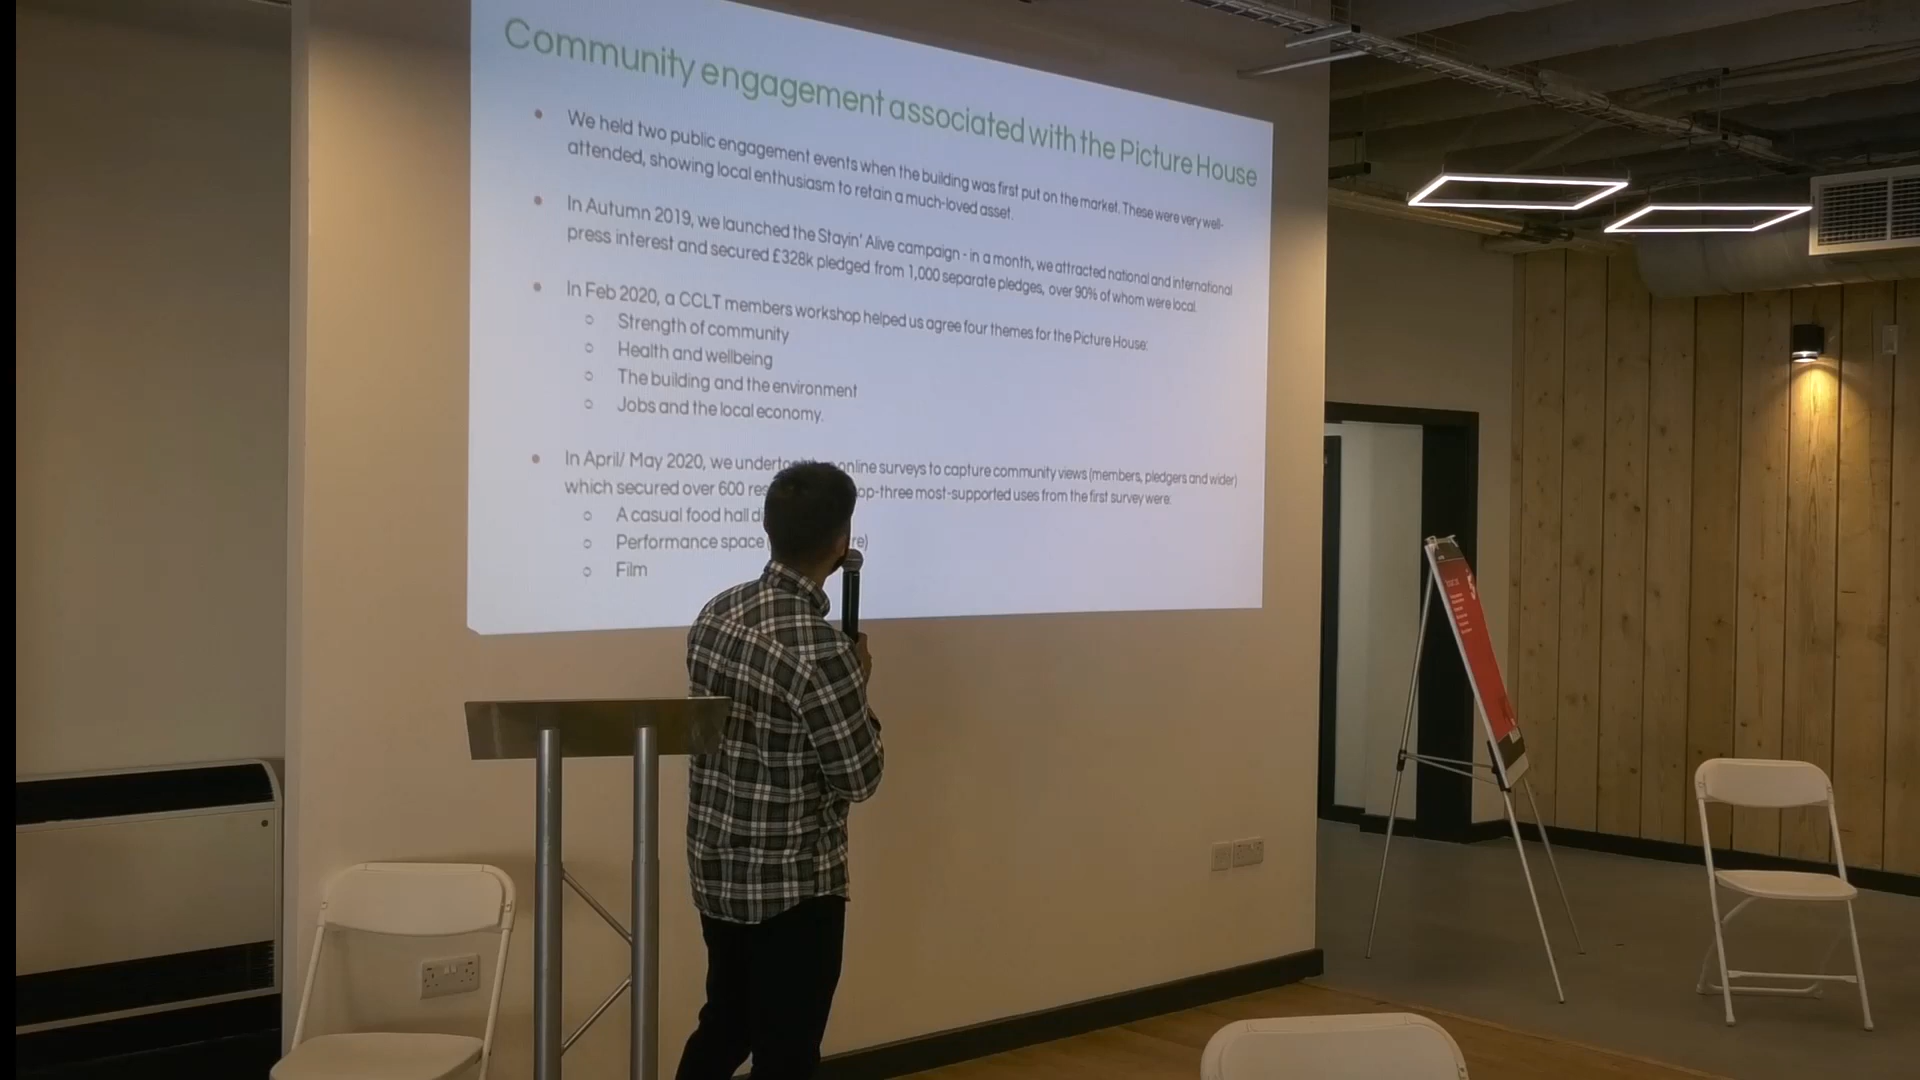 Community engagement associated with the Picture House
We held two public engagement events when the building was first put on the market. These were very well-
attended, showing local enthusiasm to retain a much-loved asset.
In Autumn 2019, we launched the Stayin' Alive campaign - in a month, we attracted national and international
press interest and secured £328k pledged from 1,000 separate pledges, over 90% of whom were local.
In Feb 2020, a CCLT members workshop helped us agree four themes for the Picture House:
Strength of community
Health and wellbeing
The building and the environment
Jobs and the local economy.
In April/ May 2020, we online surveys to capture community views (members, pledgers and wider)
which secured over 600 most-supported uses from the first survey were:
A casual food hall
Performance space
Film